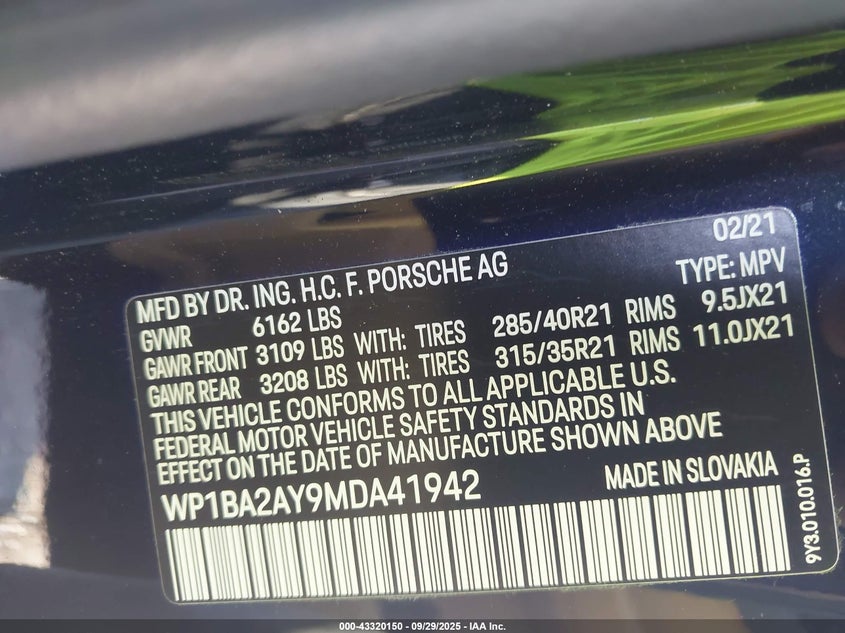 02/21
MFD BY DR. ING. H.C. F. PORSCHE AG TYPE: MPV
GVWR 6162 LBS
GAWR FRONT 3109 LBS WITH: TIRES 285/40R21 RIMS 9.5JX21
GAWR REAR 3208 LBS WITH: TIRES 315/35R21 RIMS 11.0JX21
THIS VEHICLE CONFORMS TO ALL APPLICABLE U.S.
FEDERAL MOTOR VEHICLE SAFETY STANDARDS IN
EFFECT ON THE DATE OF MANUFACTURE SHOWN ABOVE
WP1BA2AY9MDA41942 MADE IN SLOVAKIA
9Y3.010.016.P
000-43320150 - 09/29/2025 - IAA Inc.